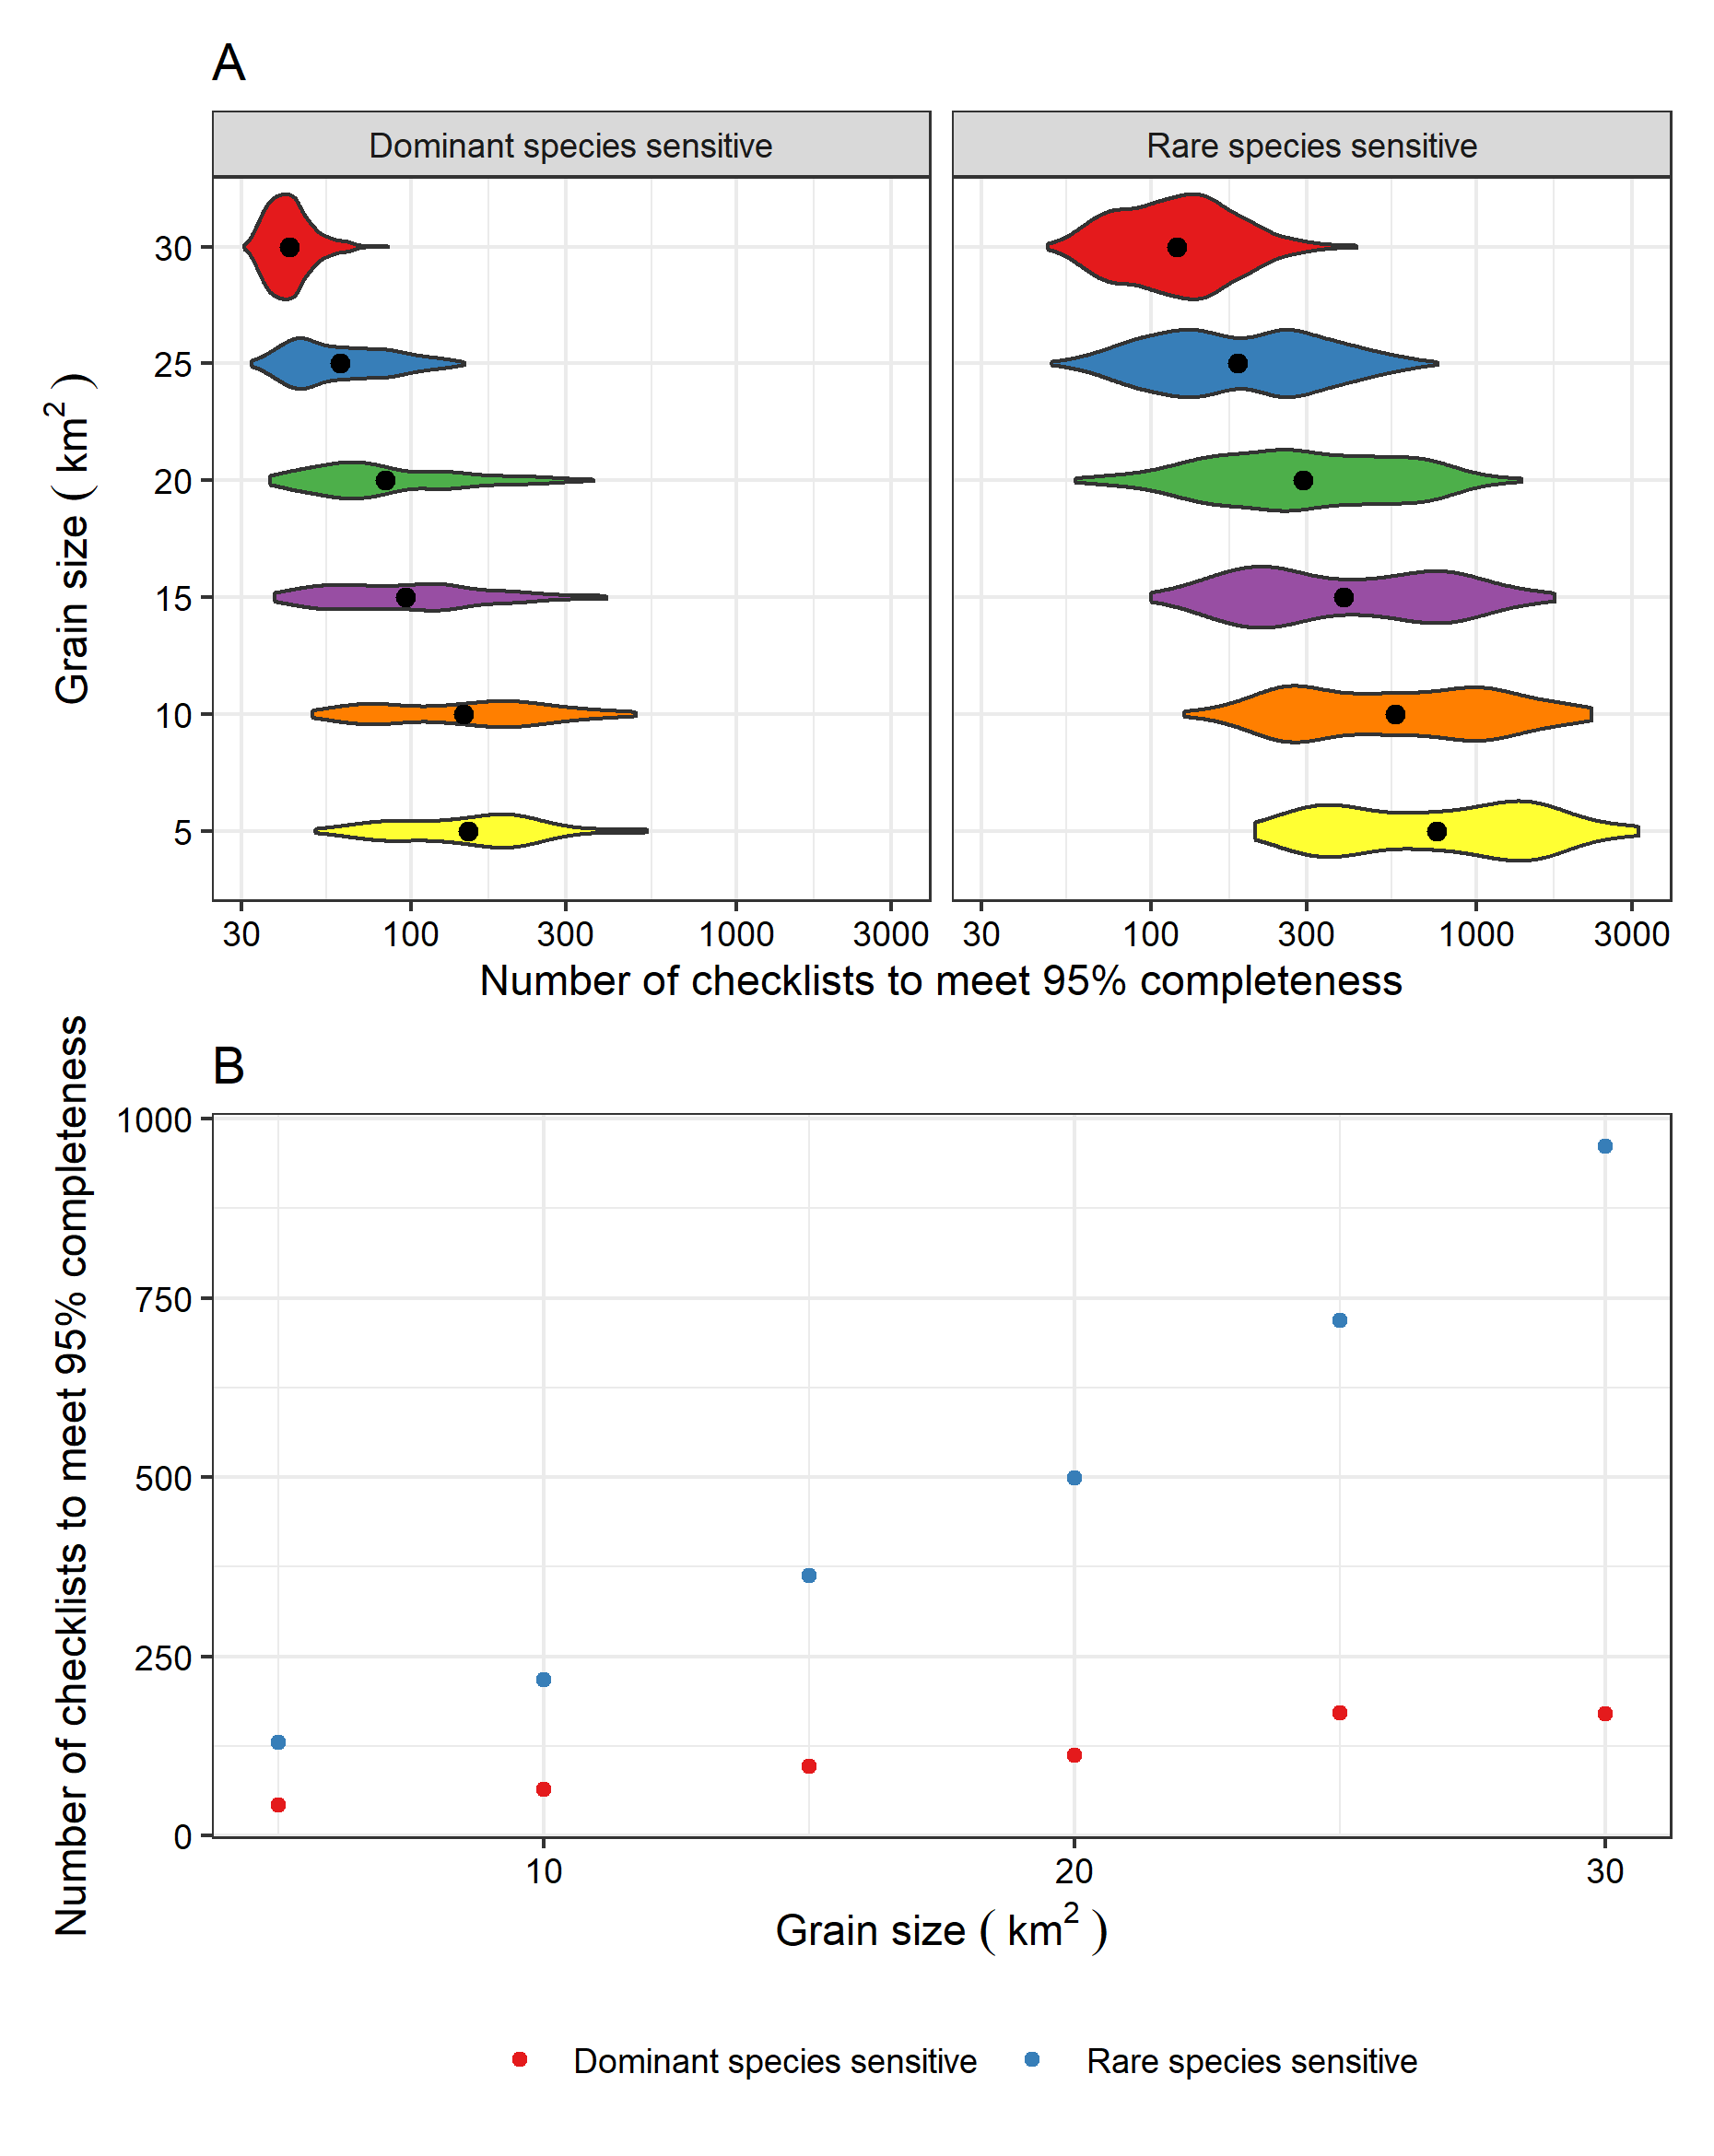 A
Dominant species sensitive
Rare species sensitive
Grain size ( km² )
30
25
20
15
10
5
30 100 300 1000 3000
30 100 300 1000 3000
Number of checklists to meet 95% completeness
B
Number of checklists to meet 95% completeness
1000
750
500
250
0
10 20 30
Grain size ( km² )
Dominant species sensitive
Rare species sensitive